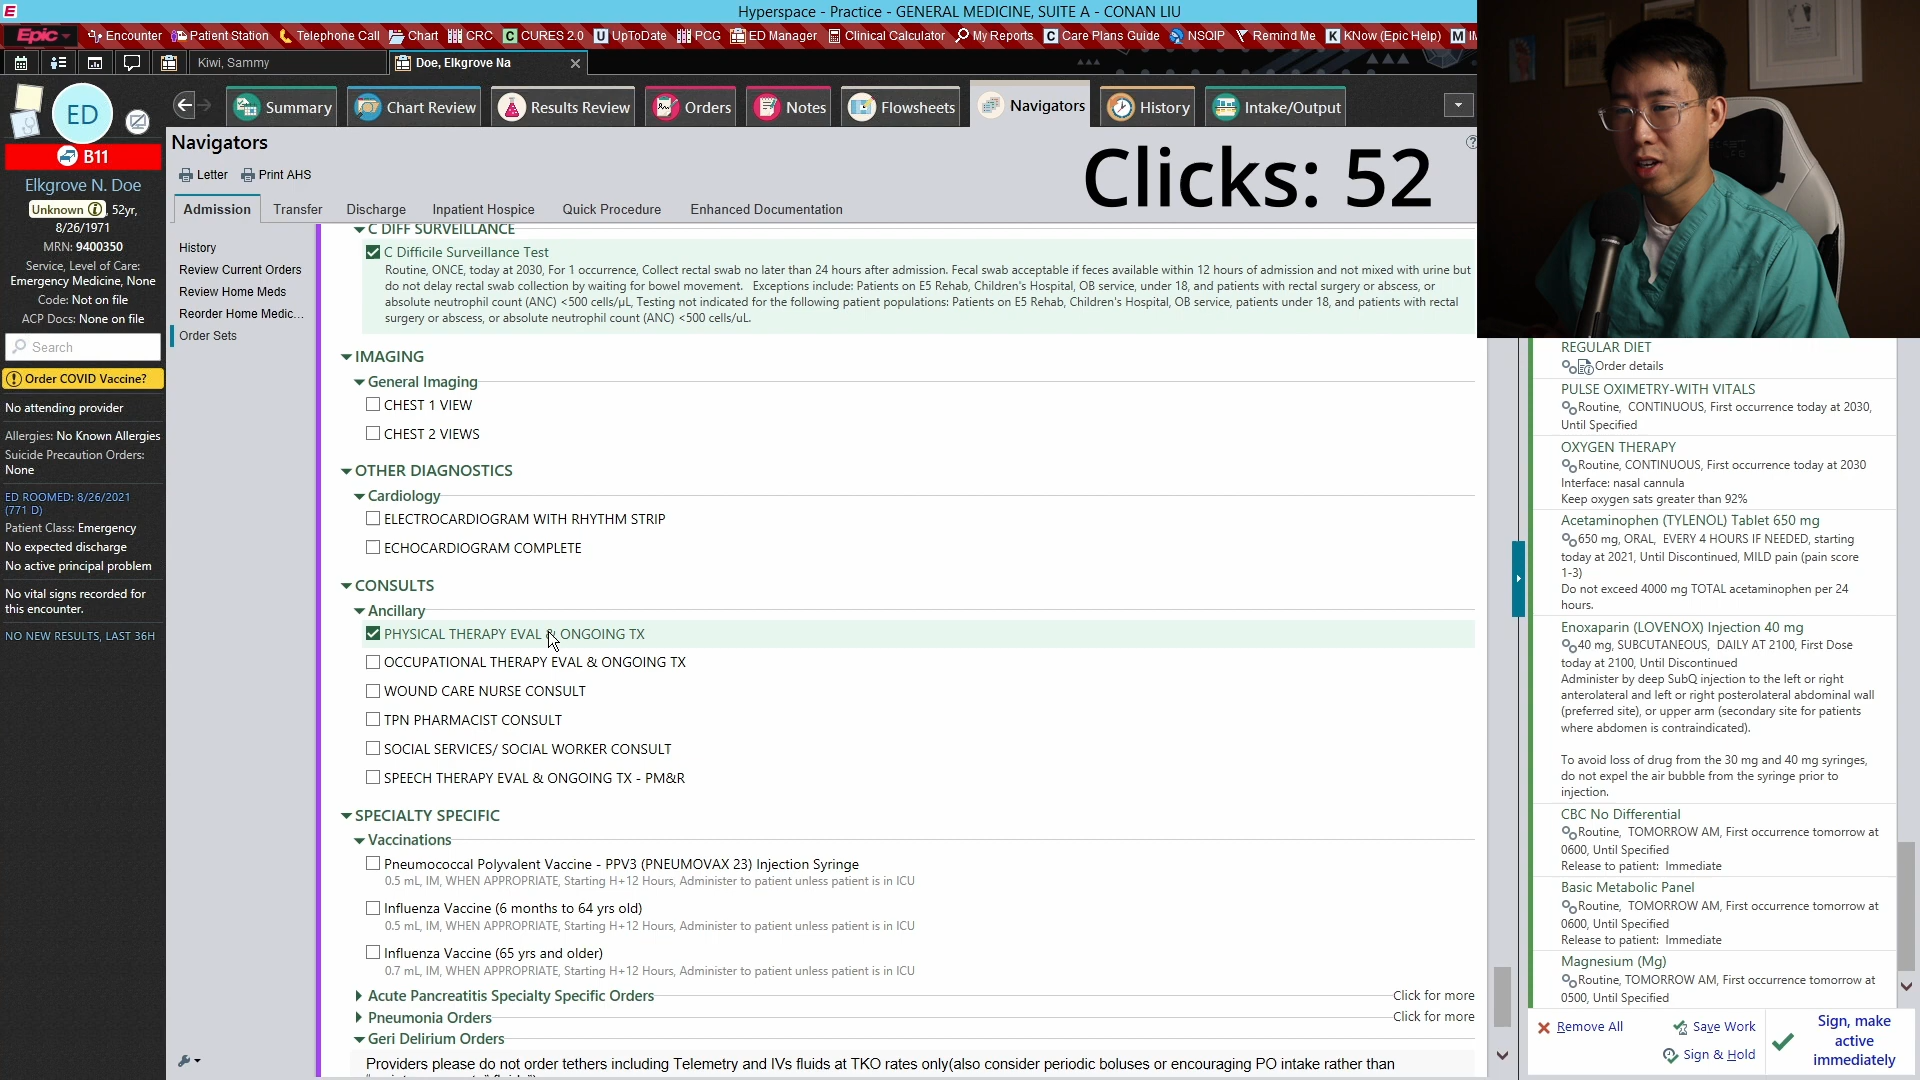 Hyperspace - Practice - GENERAL MEDICINE, SUITE A - CONAN LIU
Epic Encounter Patient Station Telephone Call Chart CRC CURES 2.0 UpToDate PCG ED Manager Clinical Calculator My Reports Care Plans Guide NSQIP Remind Me KNow (Epic Help)
Kiwi, Sammy Doe, Elkgrove Na
Summary Chart Review Results Review Orders Notes Flowsheets Navigators History Intake/Output
ED
B11
Elkgrove N. Doe
Unknown , 52yr,
8/26/1971
MRN: 9400350
Service, Level of Care:
Emergency Medicine, None
Code: Not on file
ACP Docs: None on file
Search
Order COVID Vaccine?
No attending provider
Allergies: No Known Allergies
Suicide Precaution Orders:
None
ED ROOMED: 8/26/2021
(771 D)
Patient Class: Emergency
No expected discharge
No active principal problem
No vital signs recorded for
this encounter.
NO NEW RESULTS, LAST 36H
Navigators
Letter Print AHS
Clicks: 52
Admission Transfer Discharge Inpatient Hospice Quick Procedure Enhanced Documentation
History
Review Current Orders
Review Home Meds
Reorder Home Medic...
Order Sets
C DIFF SURVEILLANCE
C Difficile Surveillance Test
Routine, ONCE, today at 2030, For 1 occurrence, Collect rectal swab no later than 24 hours after admission. Fecal swab acceptable if feces available within 12 hours of admission and not mixed with urine but
do not delay rectal swab collection by waiting for bowel movement. Exceptions include: Patients on E5 Rehab, Children's Hospital, OB service, under 18, and patients with rectal surgery or abscess, or
absolute neutrophil count (ANC) <500 cells/µL, Testing not indicated for the following patient populations: Patients on E5 Rehab, Children's Hospital, OB service, patients under 18, and patients with rectal
surgery or abscess, or absolute neutrophil count (ANC) <500 cells/uL.
IMAGING
General Imaging
CHEST 1 VIEW
CHEST 2 VIEWS
OTHER DIAGNOSTICS
Cardiology
ELECTROCARDIOGRAM WITH RHYTHM STRIP
ECHOCARDIOGRAM COMPLETE
CONSULTS
Ancillary
PHYSICAL THERAPY EVAL & ONGOING TX
OCCUPATIONAL THERAPY EVAL & ONGOING TX
WOUND CARE NURSE CONSULT
TPN PHARMACIST CONSULT
SOCIAL SERVICES/ SOCIAL WORKER CONSULT
SPEECH THERAPY EVAL & ONGOING TX - PM&R
SPECIALTY SPECIFIC
Vaccinations
Pneumococcal Polyvalent Vaccine - PPV3 (PNEUMOVAX 23) Injection Syringe
0.5 mL, IM, WHEN APPROPRIATE, Starting H+12 Hours, Administer to patient unless patient is in ICU
Influenza Vaccine (6 months to 64 yrs old)
0.5 mL, IM, WHEN APPROPRIATE, Starting H+12 Hours, Administer to patient unless patient is in ICU
Influenza Vaccine (65 yrs and older)
0.7 mL, IM, WHEN APPROPRIATE, Starting H+12 Hours, Administer to patient unless patient is in ICU
Acute Pancreatitis Specialty Specific Orders Click for more
Pneumonia Orders Click for more
Geri Delirium Orders
Providers please do not order tethers including Telemetry and IVs fluids at TKO rates only(also consider periodic boluses or encouraging PO intake rather than
REGULAR DIET
Order details
PULSE OXIMETRY-WITH VITALS
Routine, CONTINUOUS, First occurrence today at 2030,
Until Specified
OXYGEN THERAPY
Routine, CONTINUOUS, First occurrence today at 2030
Interface: nasal cannula
Keep oxygen sats greater than 92%
Acetaminophen (TYLENOL) Tablet 650 mg
650 mg, ORAL, EVERY 4 HOURS IF NEEDED, starting
today at 2021, Until Discontinued, MILD pain (pain score
1-3)
Do not exceed 4000 mg TOTAL acetaminophen per 24
hours.
Enoxaparin (LOVENOX) Injection 40 mg
40 mg, SUBCUTANEOUS, DAILY AT 2100, First Dose
today at 2100, Until Discontinued
Administer by deep SubQ injection to the left or right
anterolateral and left or right posterolateral abdominal wall
(preferred site), or upper arm (secondary site for patients
where abdomen is contraindicated).
To avoid loss of drug from the 30 mg and 40 mg syringes,
do not expel the air bubble from the syringe prior to
injection.
CBC No Differential
Routine, TOMORROW AM, First occurrence tomorrow at
0600, Until Specified
Release to patient: Immediate
Basic Metabolic Panel
Routine, TOMORROW AM, First occurrence tomorrow at
0600, Until Specified
Release to patient: Immediate
Magnesium (Mg)
Routine, TOMORROW AM, First occurrence tomorrow at
0500, Until Specified
Remove All Save Work
Sign & Hold
Sign, make
active
immediately